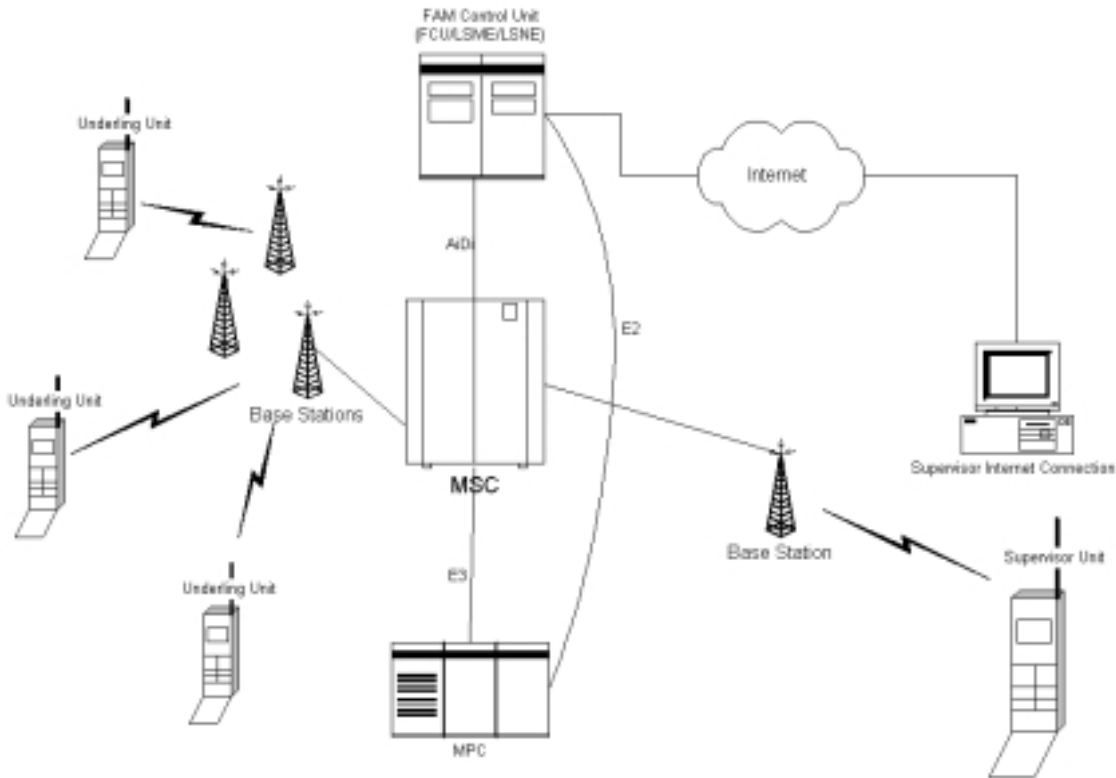 FAM Control Unit
(FCU/LSME/LSNE)
Underling Unit
Internet
AiDi
E2
Underling Unit
Base Stations
MSC
Supervisor Internet Connection
Base Station
Supervisor Unit
E3
Underling Unit
MPC